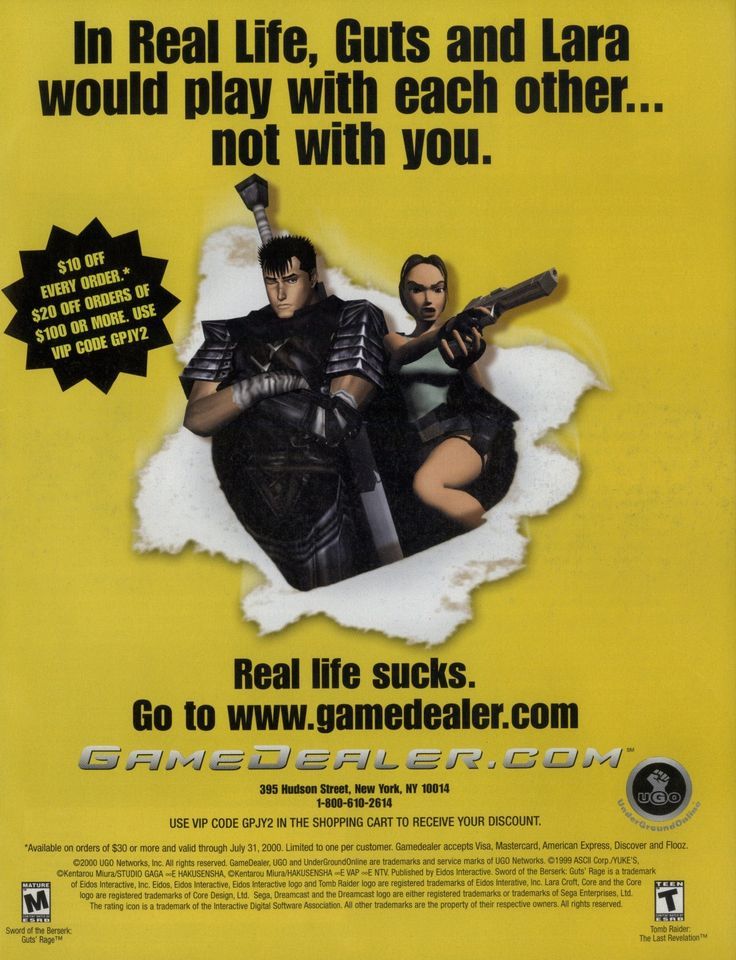 In Real Life, Guts and Lara
would play with each other...
not with you.
$10 OFF
EVERY ORDER.*
$20 OFF ORDERS OF
$100 OR MORE. USE
VIP CODE GPJY2
Real life sucks.
Go to www.gamedealer.com
GAMEDEALER.COM℠
395 Hudson Street, New York, NY 10014
1-800-610-2614
UGO
UnderGroundOnline
USE VIP CODE GPJY2 IN THE SHOPPING CART TO RECEIVE YOUR DISCOUNT.
*Available on orders of $30 or more and valid through July 31, 2000. Limited to one per customer. Gamedealer accepts Visa, Mastercard, American Express, Discover and Flooz.
©2000 UGO Networks, Inc. All rights reserved. GameDealer, UGO and UnderGroundOnline are trademarks and service marks of UGO Networks. ©1999 ASCII Corp./YUKE'S,
©Kentarou Miura/STUDIO GAGA ∞E HAKUSENSHA, ©Kentarou Miura/HAKUSENSHA ∞E VAP ∞E NTV. Published by Eidos Interactive. Sword of the Berserk: Guts' Rage is a trademark
of Eidos Interactive, Inc. Eidos, Eidos Interactive, Eidos Interactive logo and Tomb Raider logo are registered trademarks of Eidos Interative, Inc. Lara Croft, Core and the Core
logo are registered trademarks of Core Design, Ltd. Sega, Dreamcast and the Dreamcast logo are either registered trademarks or trademarks of Sega Enterprises, Ltd.
The rating icon is a trademark of the Interactive Digital Software Association. All other trademarks are the property of their respective owners. All rights reserved.
MATURE
M
CONTENT RATED BY
ESRB
Sword of the Berserk:
Guts' Rage™
TEEN
T
CONTENT RATED BY
ESRB
Tomb Raider:
The Last Revelation™